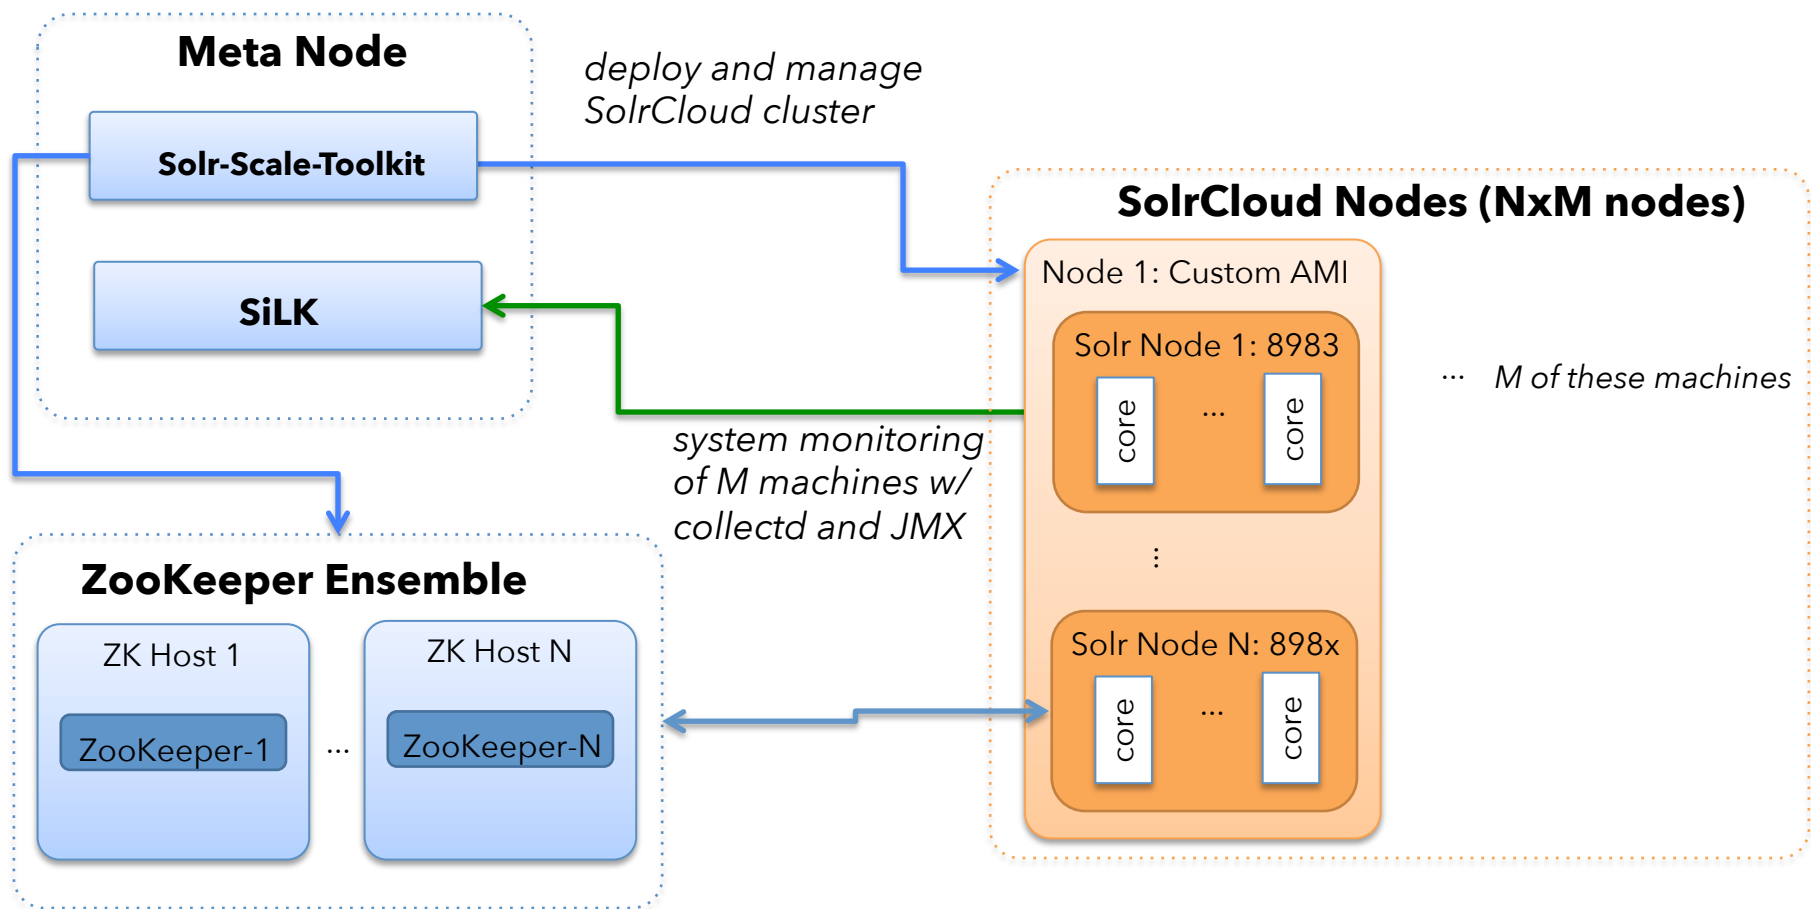 Meta Node
Solr-Scale-Toolkit
SiLK
deploy and manage
SolrCloud cluster
SolrCloud Nodes (NxM nodes)
Node 1: Custom AMI
Solr Node 1: 8983
core
...
core
... M of these machines
...
Solr Node N: 898x
core
...
core
system monitoring
of M machines w/
collectd and JMX
ZooKeeper Ensemble
ZK Host 1
ZooKeeper-1
...
ZK Host N
ZooKeeper-N